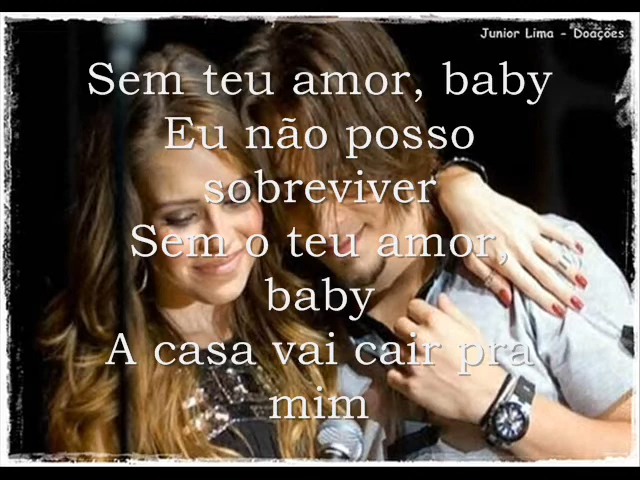 Junior Lima - Doações
Sem teu amor, baby
Eu não posso
sobreviver
Sem o teu amor,
baby
A casa vai cair pra
mim